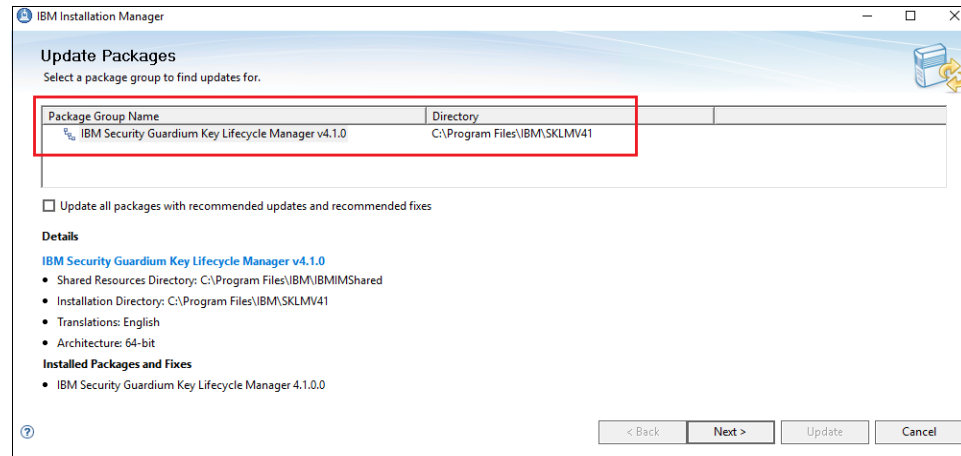 IBM Installation Manager
Update Packages
Select a package group to find updates for.
Package Group Name Directory
IBM Security Guardium Key Lifecycle Manager v4.1.0 C:\Program Files\IBM\SKLMV41
Update all packages with recommended updates and recommended fixes
Details
IBM Security Guardium Key Lifecycle Manager v4.1.0
• Shared Resources Directory: C:\Program Files\IBM\IBMIMShared
• Installation Directory: C:\Program Files\IBM\SKLMV41
• Translations: English
• Architecture: 64-bit
Installed Packages and Fixes
• IBM Security Guardium Key Lifecycle Manager 4.1.0.0
? < Back Next > Update Cancel